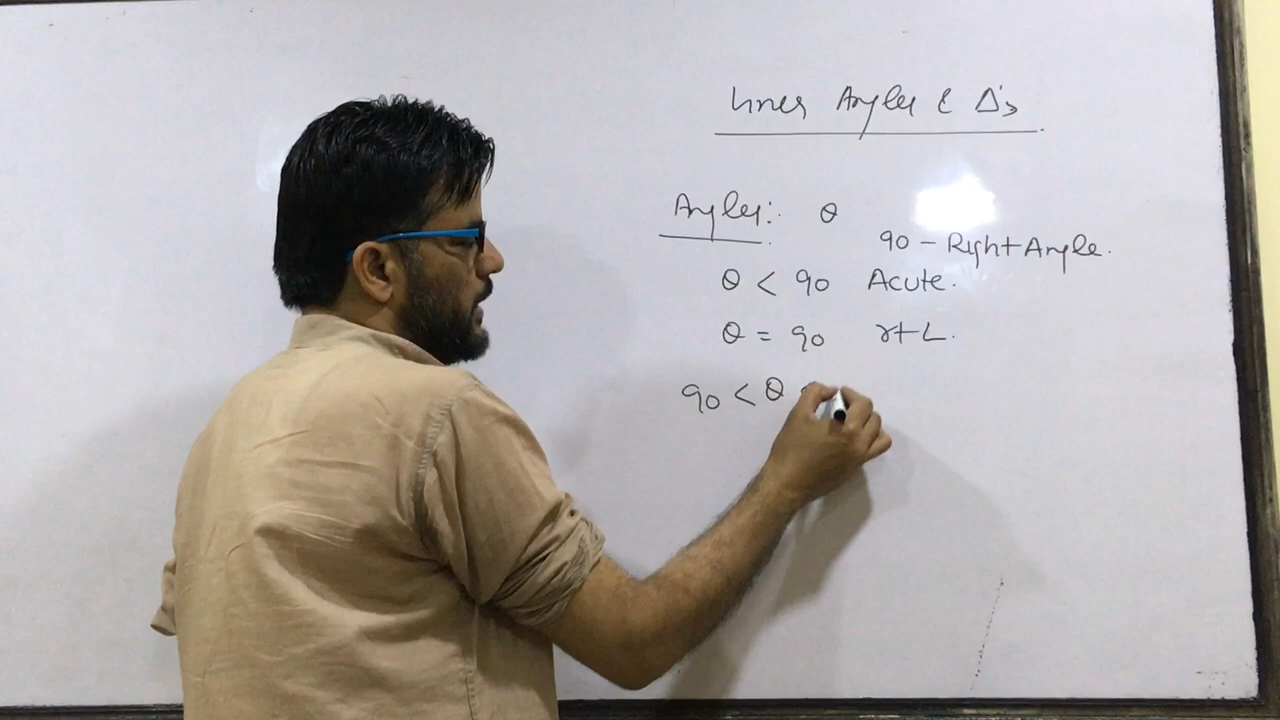 Lines Angles & Δ's
Angles: θ
90 - Right Angle.
θ < 90 Acute.
θ = 90 rt ∟.
90 < θ